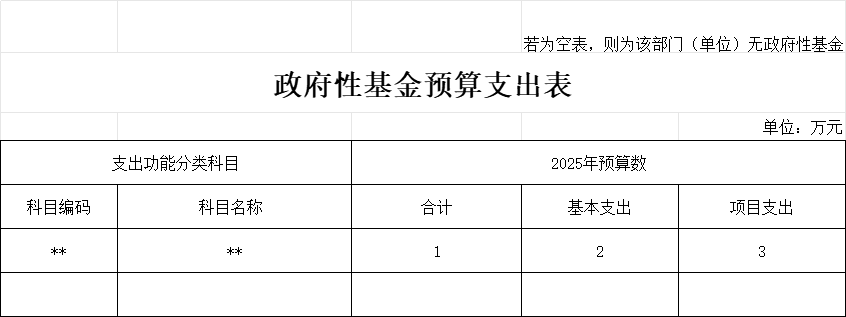 若为空表，则为该部门（单位）无政府性基金
政府性基金预算支出表
单位：万元
支出功能分类科目 2025年预算数
科目编码 科目名称 合计 基本支出 项目支出
** ** 1 2 3